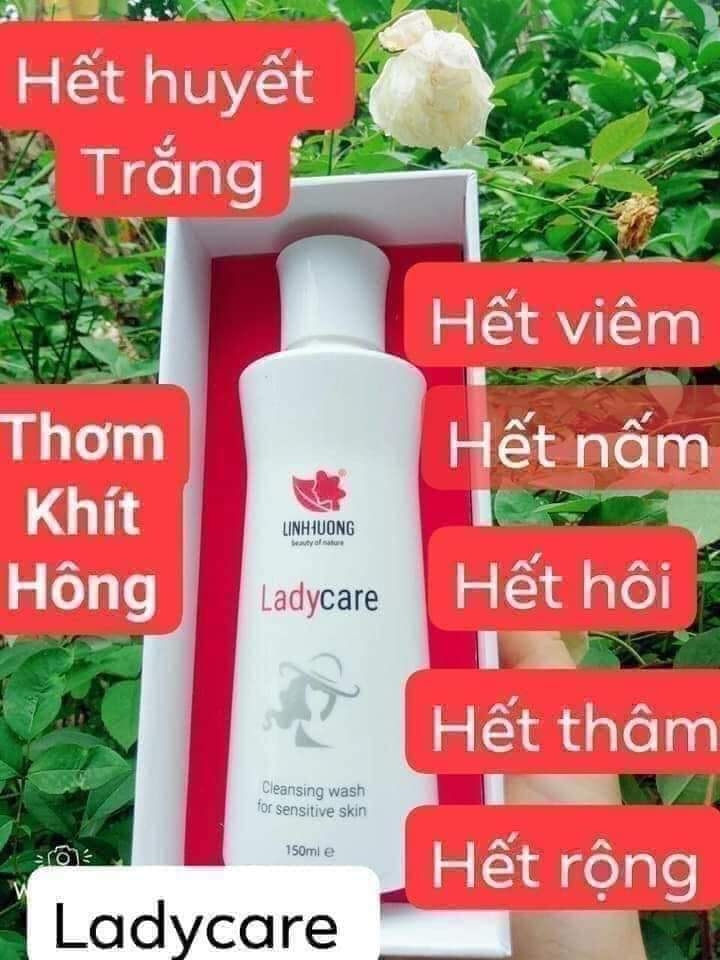 Hết huyết
Trắng
Hết viêm
Thơm
Khít
Hông
Hết nấm
Hết hôi
Hết thâm
Hết rộng
LINHHUONG
beauty of nature
Ladycare
Cleansing wash
for sensitive skin
150ml e
Ladycare